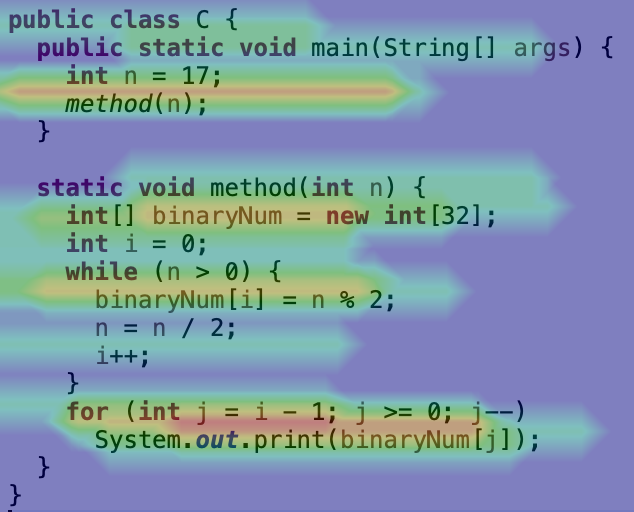 public class C {
  public static void main(String[] args) {
    int n = 17;
    method(n);
  }

  static void method(int n) {
    int[] binaryNum = new int[32];
    int i = 0;
    while (n > 0) {
      binaryNum[i] = n % 2;
      n = n / 2;
      i++;
    }
    for (int j = i - 1; j >= 0; j--)
      System.out.print(binaryNum[j]);
  }
}